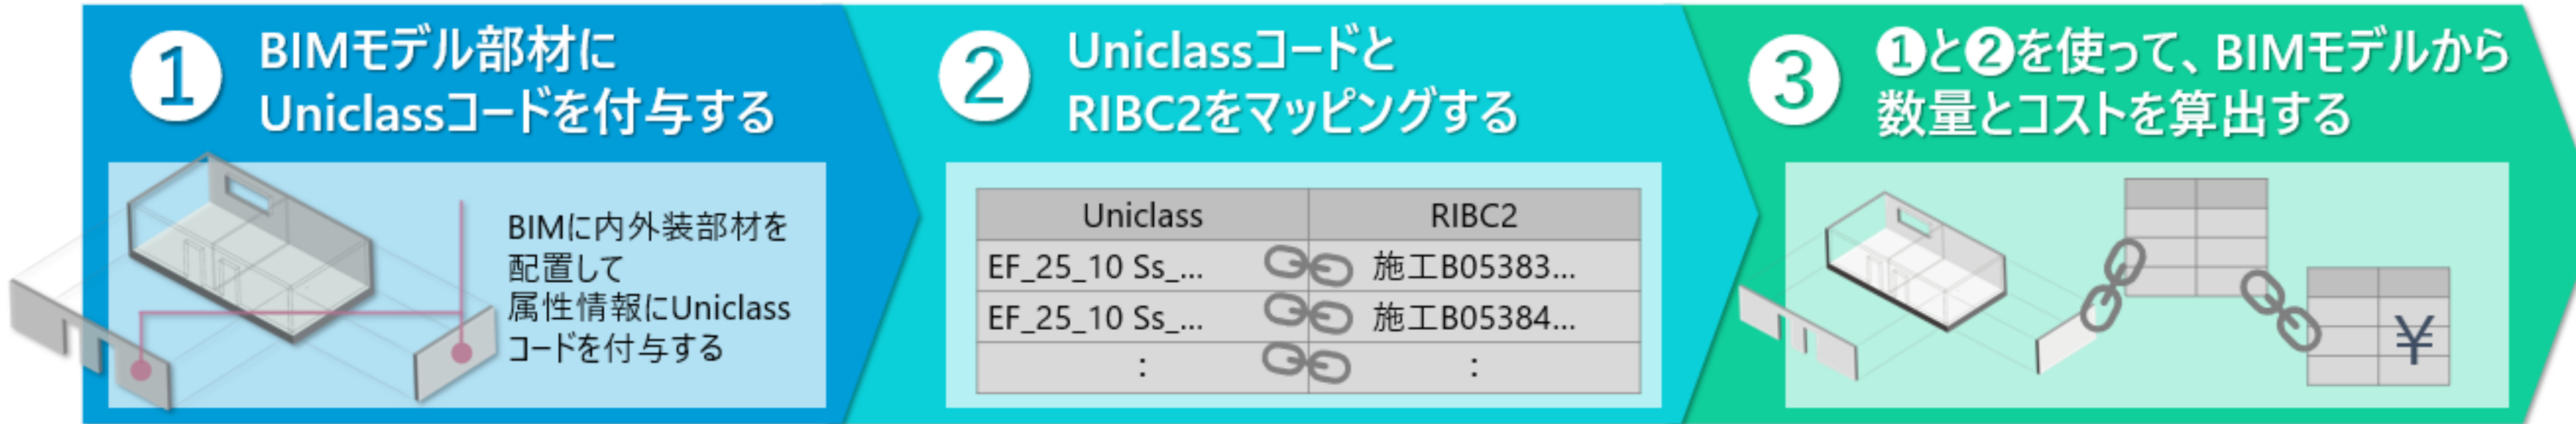 ❶ BIMモデル部材に
Uniclassコードを付与する
BIMに内外装部材を
配置して
属性情報にUniclass
コードを付与する
❷ Uniclassコードと
RIBC2をマッピングする
Uniclass RIBC2
EF_25_10 Ss_... 施工B05383...
EF_25_10 Ss_... 施工B05384...
: :
❸ ❶と❷を使って、BIMモデルから
数量とコストを算出する
¥